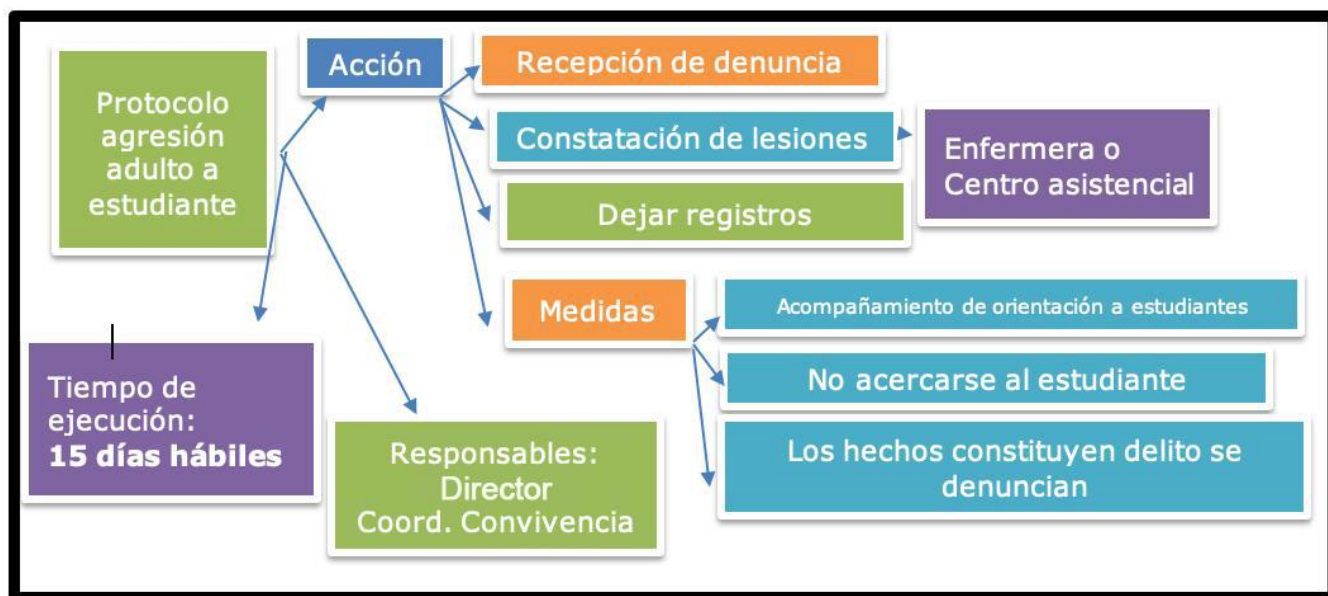 Protocolo
agresión
adulto a
estudiante
Acción
Recepción de denuncia
Constatación de lesiones
Enfermera o
Centro asistencial
Dejar registros
Medidas
Acompañamiento de orientación a estudiantes
No acercarse al estudiante
Los hechos constituyen delito se
denuncian
Tiempo de
ejecución:
15 días hábiles
Responsables:
Director
Coord. Convivencia